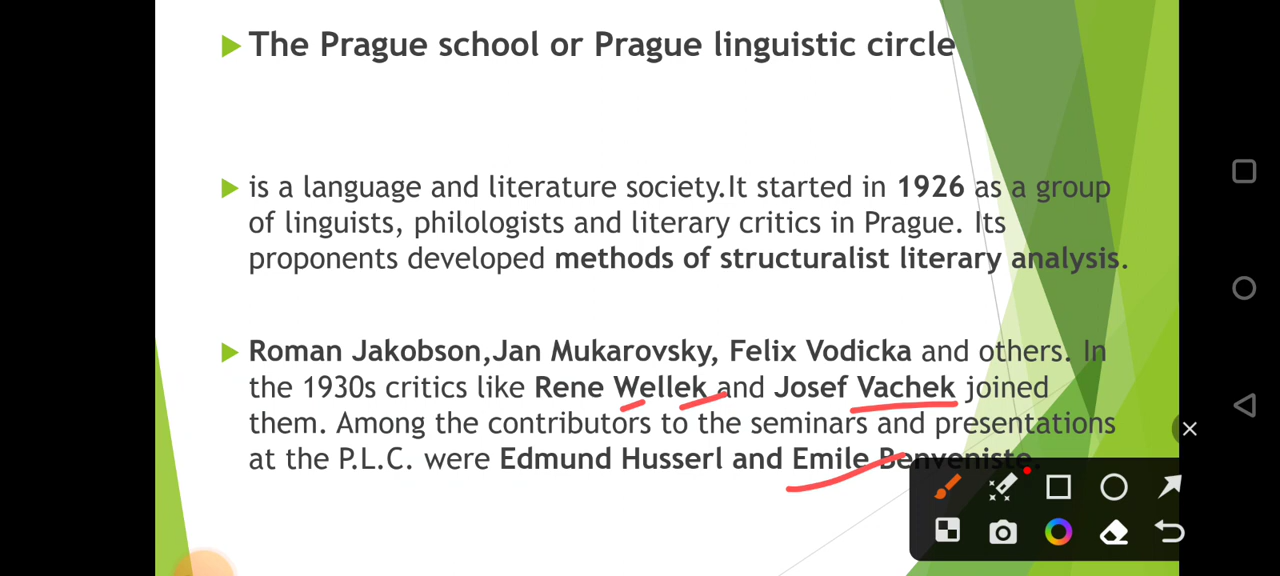 The Prague school or Prague linguistic circle
is a language and literature society.It started in 1926 as a group
of linguists, philologists and literary critics in Prague. Its
proponents developed methods of structuralist literary analysis.
Roman Jakobson,Jan Mukarovsky, Felix Vodicka and others. In
the 1930s critics like Rene Wellek and Josef Vachek joined
them. Among the contributors to the seminars and presentations
at the P.L.C. were Edmund Husserl and Emile Benveniste.